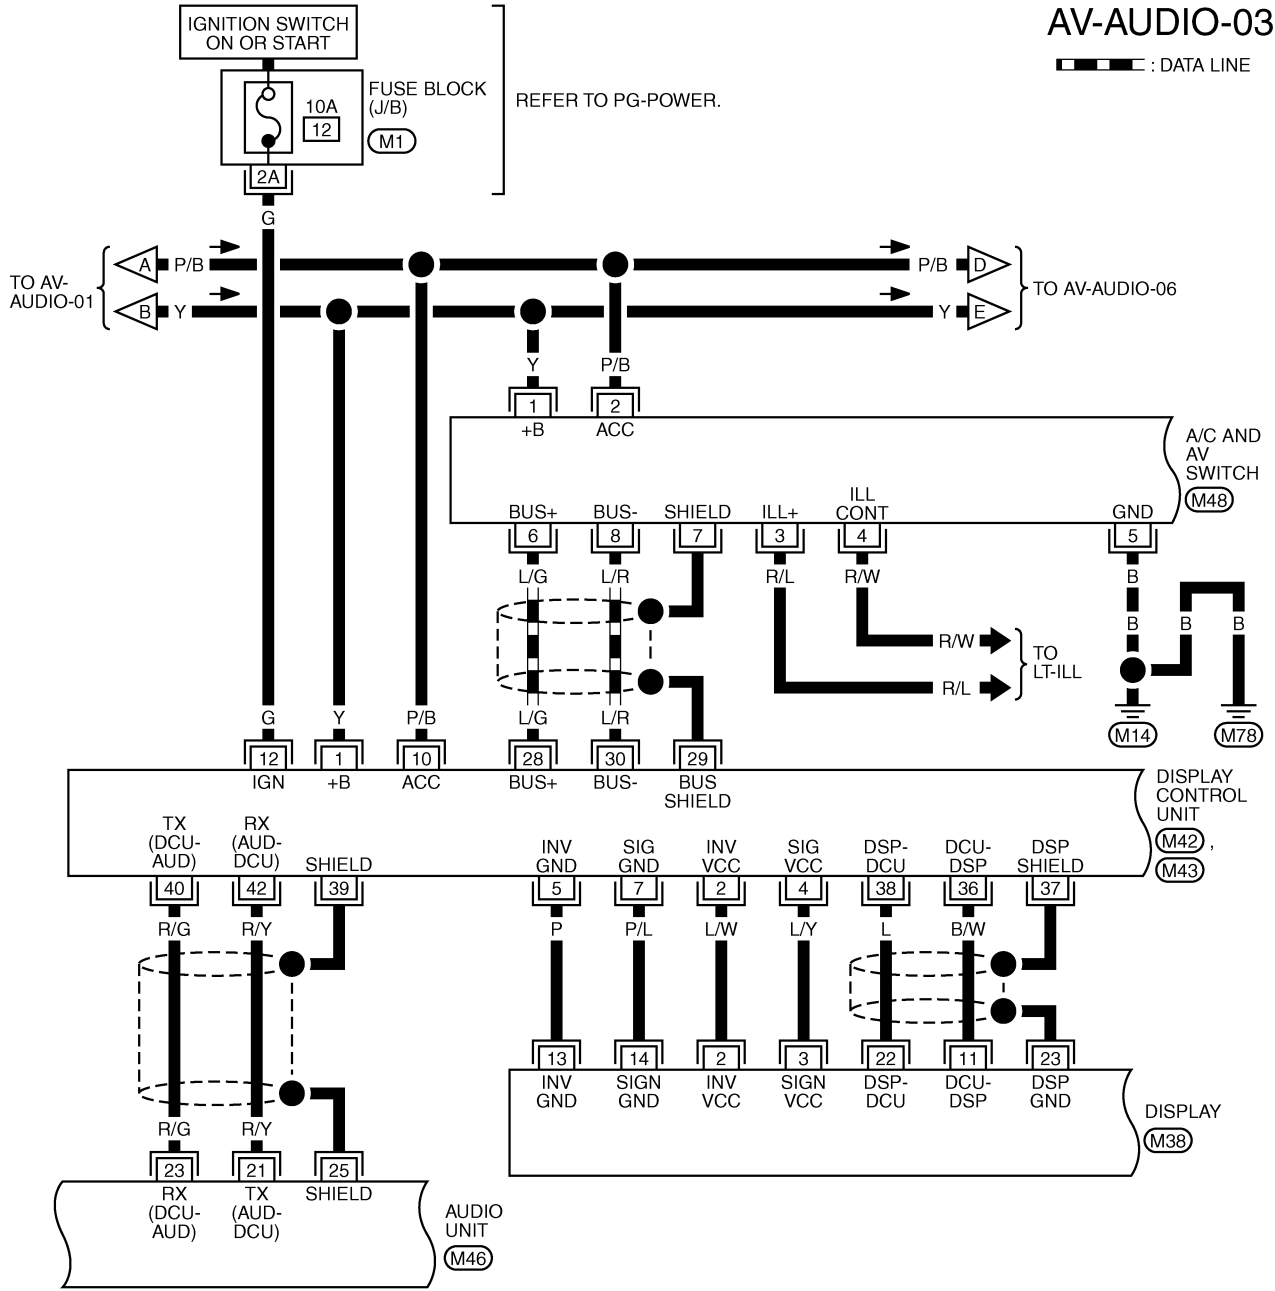 AV-AUDIO-03
: DATA LINE
IGNITION SWITCH
ON OR START
FUSE BLOCK
(J/B)
M1
10A
12
2A
REFER TO PG-POWER.
G
TO AV-
AUDIO-01
A
P/B
P/B
D
B
Y
Y
E
TO AV-AUDIO-06
Y
P/B
1
2
+B
ACC
A/C AND
AV
SWITCH
M48
BUS+
BUS-
SHIELD
ILL+
ILL
CONT
GND
6
8
7
3
4
5
L/G
L/R
R/L
R/W
B
B
B
B
R/W
R/L
TO
LT-ILL
M14
M78
G
Y
P/B
L/G
L/R
12
1
10
28
30
29
IGN
+B
ACC
BUS+
BUS-
BUS
SHIELD
DISPLAY
CONTROL
UNIT
M42 ,
M43
TX
(DCU-
AUD)
RX
(AUD-
DCU)
SHIELD
INV
GND
SIG
GND
INV
VCC
SIG
VCC
DSP-
DCU
DCU-
DSP
DSP
SHIELD
40
42
39
5
7
2
4
38
36
37
R/G
R/Y
P
P/L
L/W
L/Y
L
B/W
13
14
2
3
22
11
23
INV
GND
SIGN
GND
INV
VCC
SIGN
VCC
DSP-
DCU
DCU-
DSP
DSP
GND
DISPLAY
M38
R/G
R/Y
23
21
25
RX
(DCU-
AUD)
TX
(AUD-
DCU)
SHIELD
AUDIO
UNIT
M46